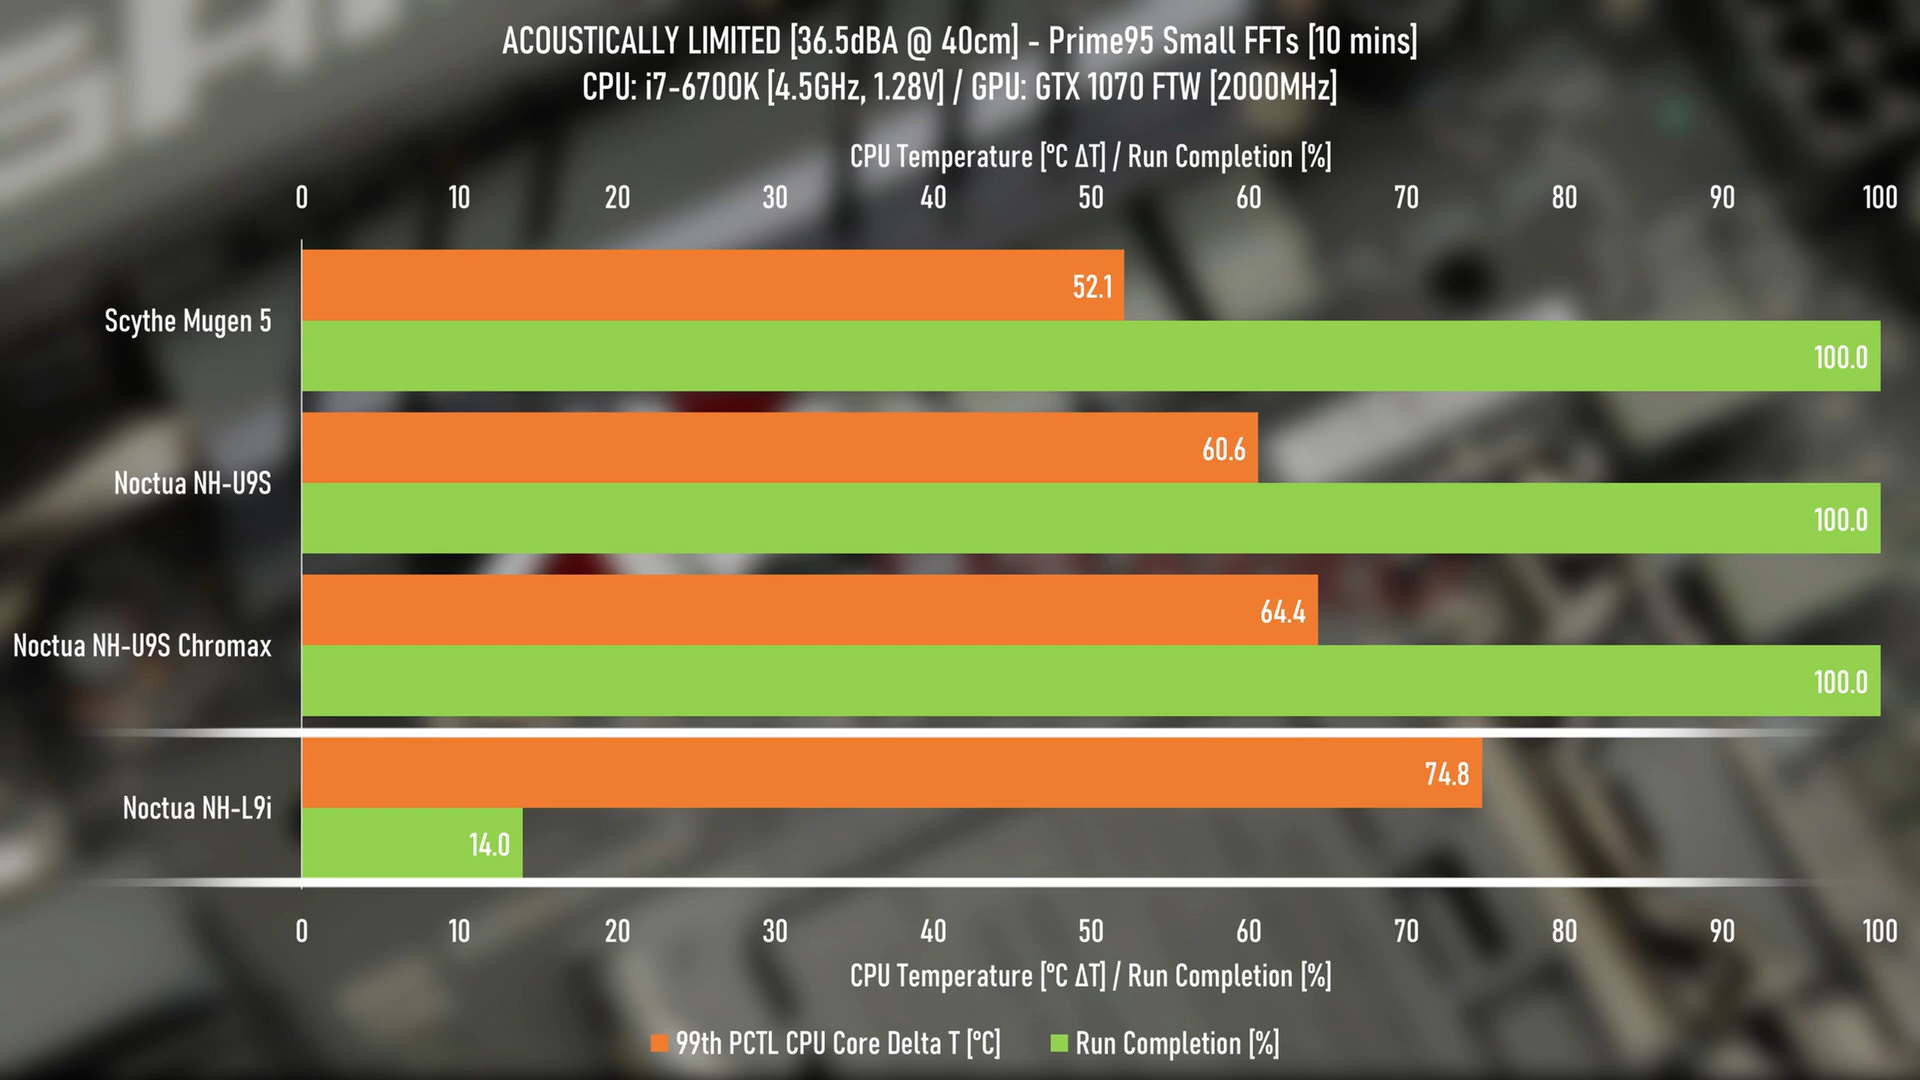 ACOUSTICALLY LIMITED [36.5dBA @ 40cm] - Prime95 Small FFTs [10 mins]
CPU: i7-6700K [4.5GHz, 1.28V] / GPU: GTX 1070 FTW [2000MHz]
CPU Temperature [°C ΔT] / Run Completion [%]
0 10 20 30 40 50 60 70 80 90 100
Scythe Mugen 5
52.1
100.0
Noctua NH-U9S
60.6
100.0
Noctua NH-U9S Chromax
64.4
100.0
Noctua NH-L9i
74.8
14.0
0 10 20 30 40 50 60 70 80 90 100
CPU Temperature [°C ΔT] / Run Completion [%]
99th PCTL CPU Core Delta T [°C] Run Completion [%]